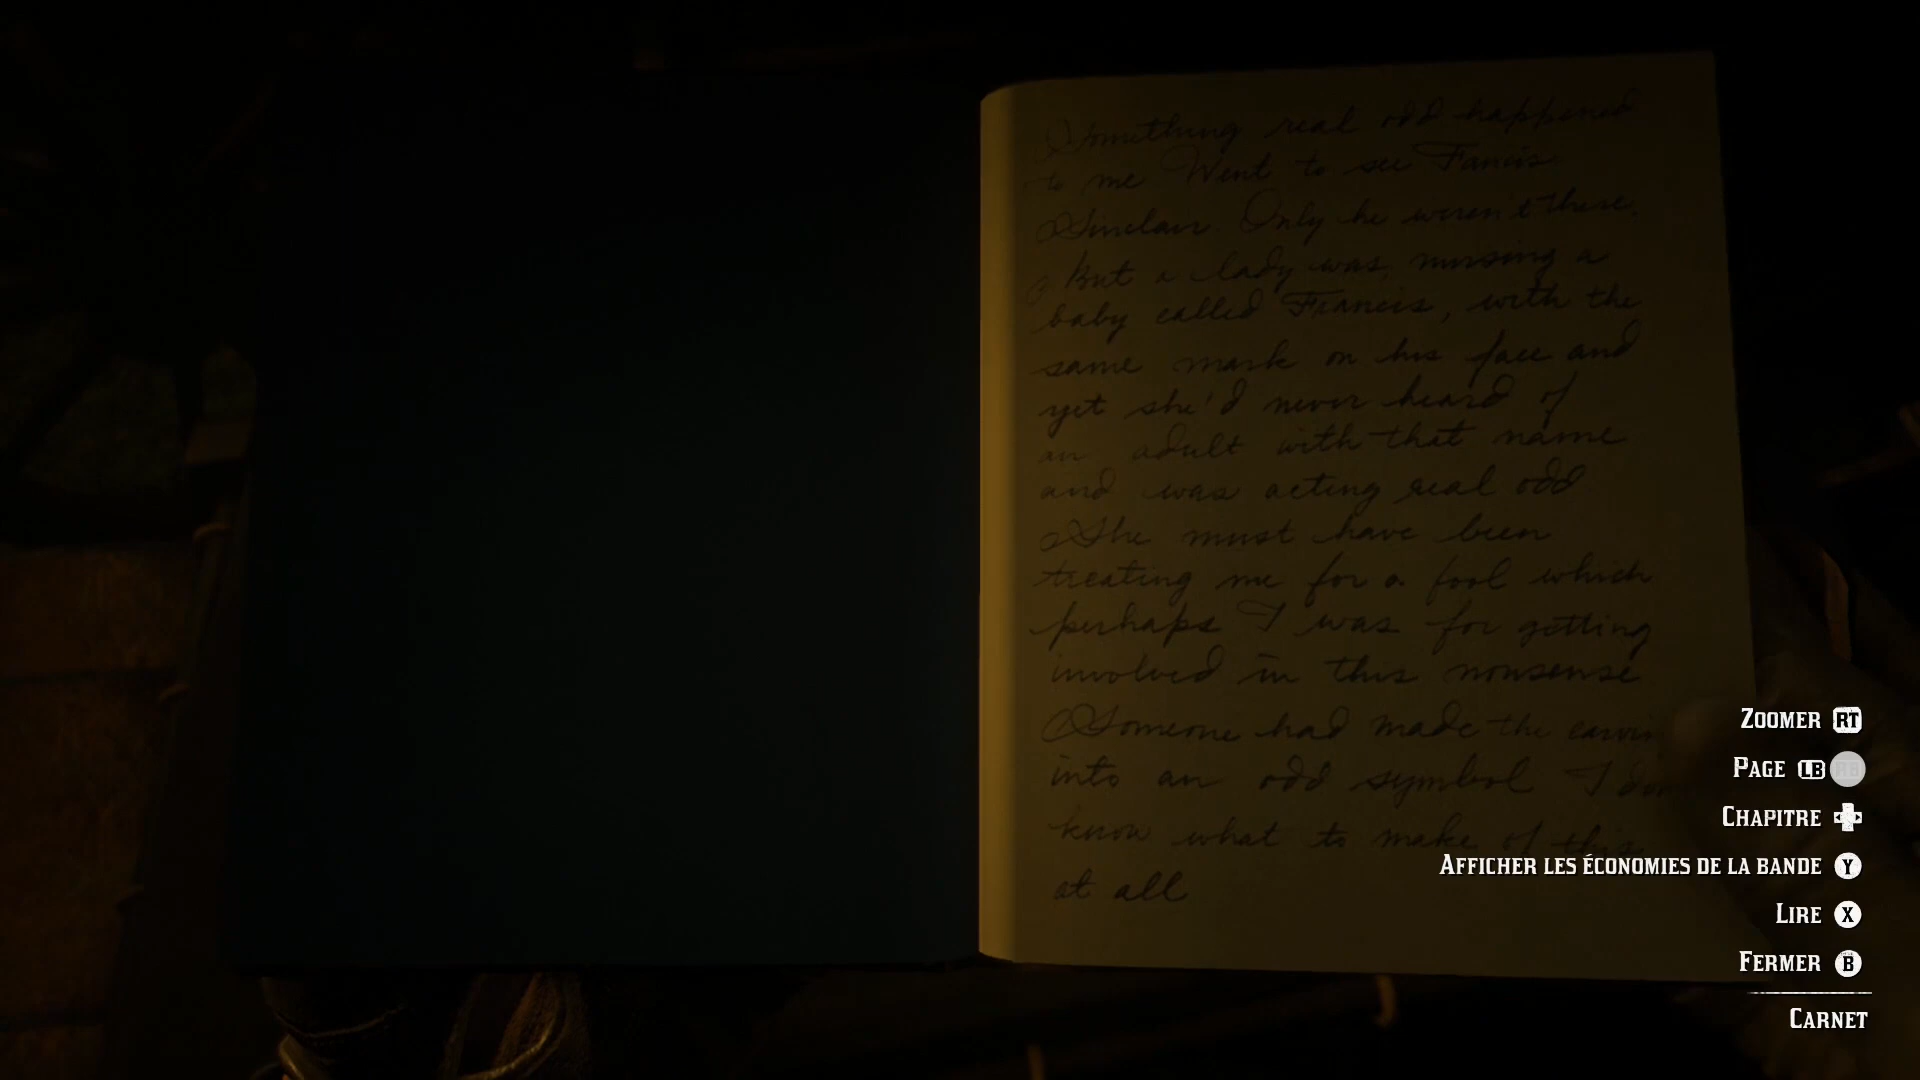 Something real odd happened
to me Went to see Fancis
Sinclair. Only he weren't there.
But a lady was, nursing a
baby called Francis, with the
same mark on his face and
yet she'd never heard of
an adult with that name
and was acting real odd
She must have been
treating me for a fool which
perhaps I was for getting
involved in this nonsense
Someone had made the
into an odd symbol I
know what to make of this
at all
ZOOMER RT
PAGE LB RB
CHAPITRE
AFFICHER LES ÉCONOMIES DE LA BANDE Y
LIRE X
FERMER B
CARNET